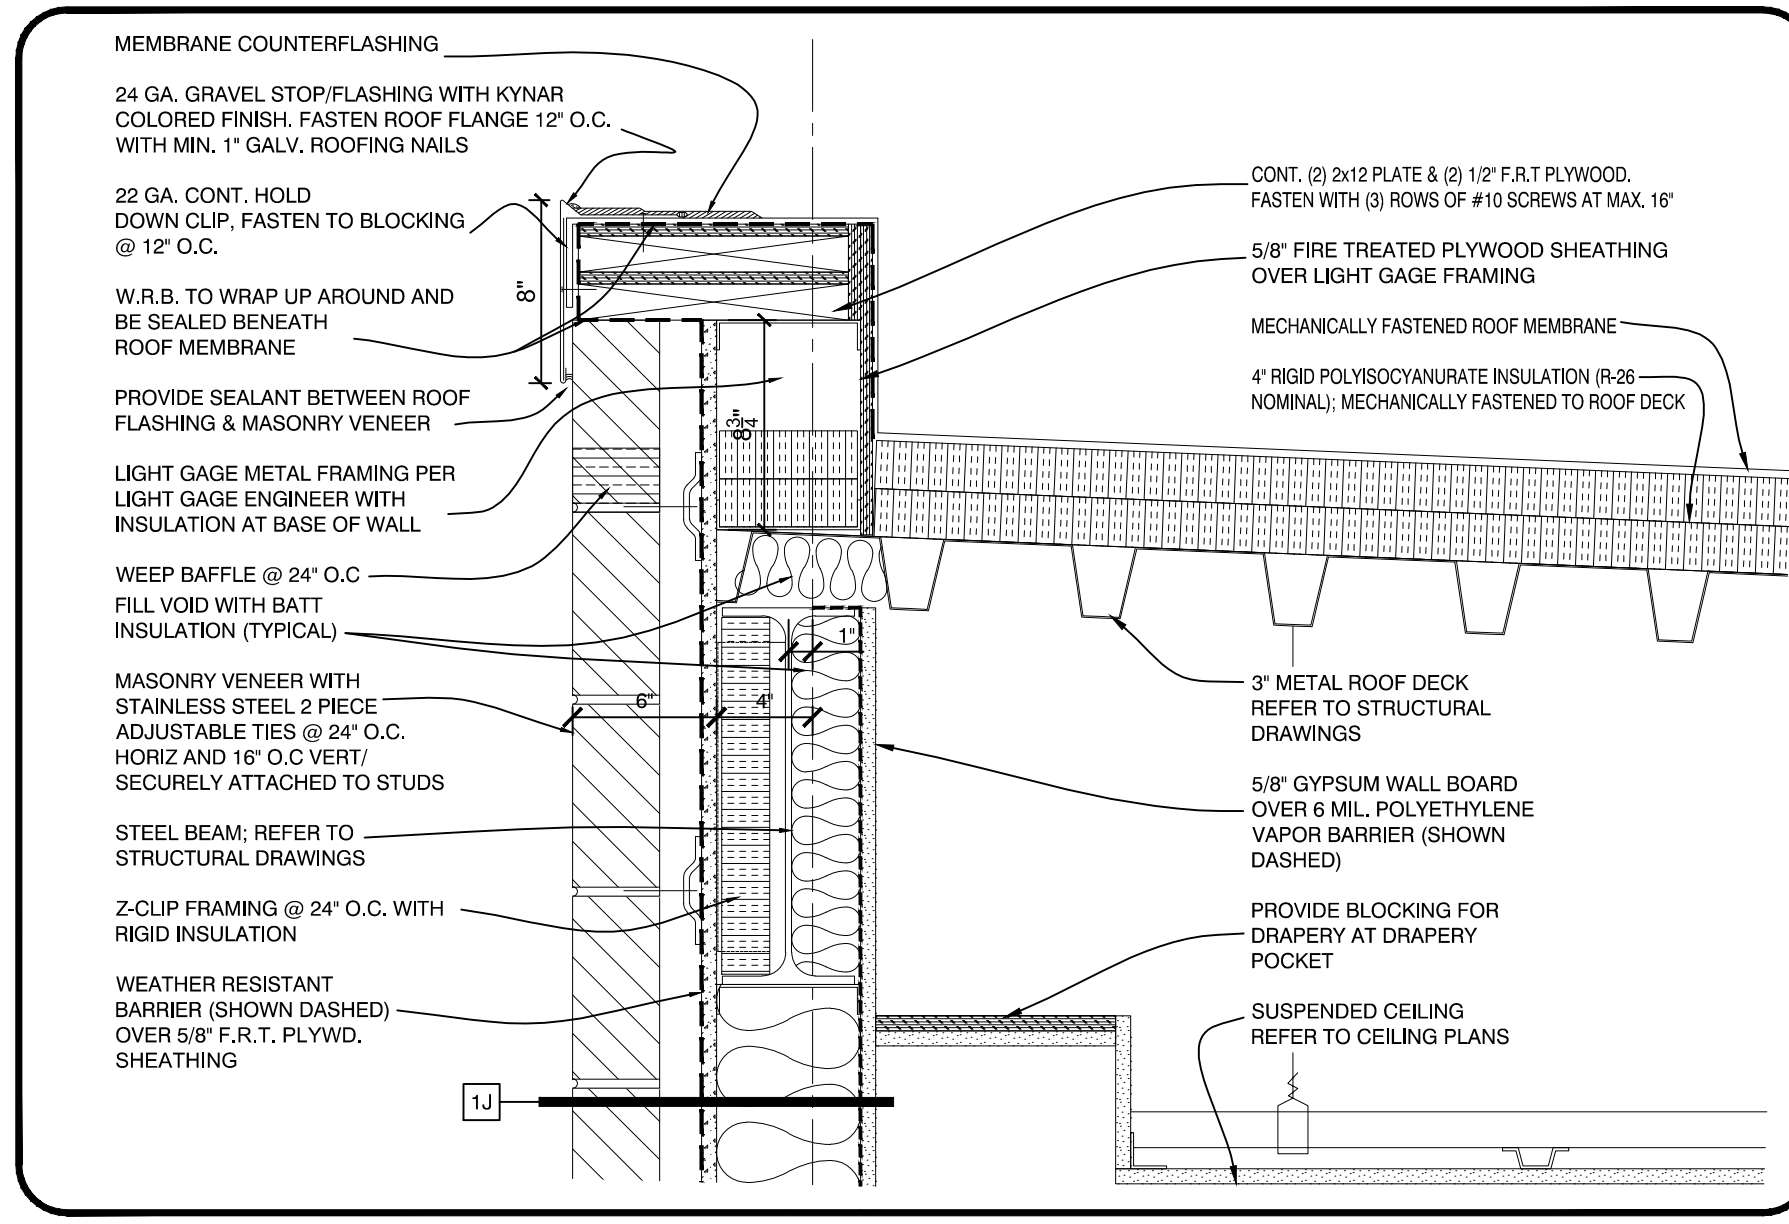 MEMBRANE COUNTERFLASHING
24 GA. GRAVEL STOP/FLASHING WITH KYNAR
COLORED FINISH. FASTEN ROOF FLANGE 12" O.C.
WITH MIN. 1" GALV. ROOFING NAILS
22 GA. CONT. HOLD
DOWN CLIP, FASTEN TO BLOCKING
@ 12" O.C.
W.R.B. TO WRAP UP AROUND AND
BE SEALED BENEATH
ROOF MEMBRANE
PROVIDE SEALANT BETWEEN ROOF
FLASHING & MASONRY VENEER
LIGHT GAGE METAL FRAMING PER
LIGHT GAGE ENGINEER WITH
INSULATION AT BASE OF WALL
WEEP BAFFLE @ 24" O.C
FILL VOID WITH BATT
INSULATION (TYPICAL)
MASONRY VENEER WITH
STAINLESS STEEL 2 PIECE
ADJUSTABLE TIES @ 24" O.C.
HORIZ AND 16" O.C VERT/
SECURELY ATTACHED TO STUDS
STEEL BEAM; REFER TO
STRUCTURAL DRAWINGS
Z-CLIP FRAMING @ 24" O.C. WITH
RIGID INSULATION
WEATHER RESISTANT
BARRIER (SHOWN DASHED)
OVER 5/8" F.R.T. PLYWD.
SHEATHING
1J
8"
8 3/4"
1"
6"
4"
CONT. (2) 2x12 PLATE & (2) 1/2" F.R.T PLYWOOD.
FASTEN WITH (3) ROWS OF #10 SCREWS AT MAX. 16"
5/8" FIRE TREATED PLYWOOD SHEATHING
OVER LIGHT GAGE FRAMING
MECHANICALLY FASTENED ROOF MEMBRANE
4" RIGID POLYISOCYANURATE INSULATION (R-26
NOMINAL); MECHANICALLY FASTENED TO ROOF DECK
3" METAL ROOF DECK
REFER TO STRUCTURAL
DRAWINGS
5/8" GYPSUM WALL BOARD
OVER 6 MIL. POLYETHYLENE
VAPOR BARRIER (SHOWN
DASHED)
PROVIDE BLOCKING FOR
DRAPERY AT DRAPERY
POCKET
SUSPENDED CEILING
REFER TO CEILING PLANS